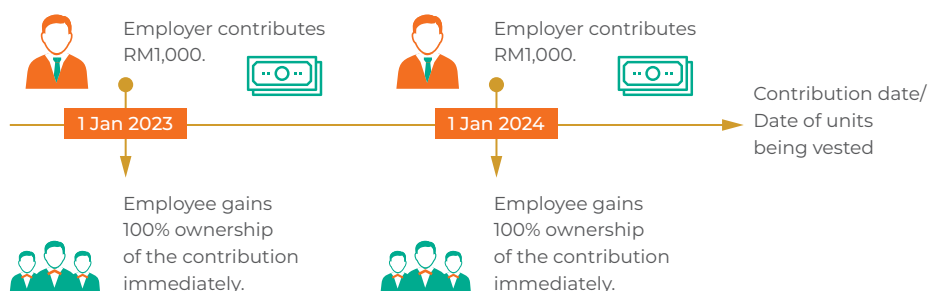 Employer contributes
RM1,000.
Employer contributes
RM1,000.
1 Jan 2023
1 Jan 2024
Contribution date/
Date of units
being vested
Employee gains
100% ownership
of the contribution
immediately.
Employee gains
100% ownership
of the contribution
immediately.